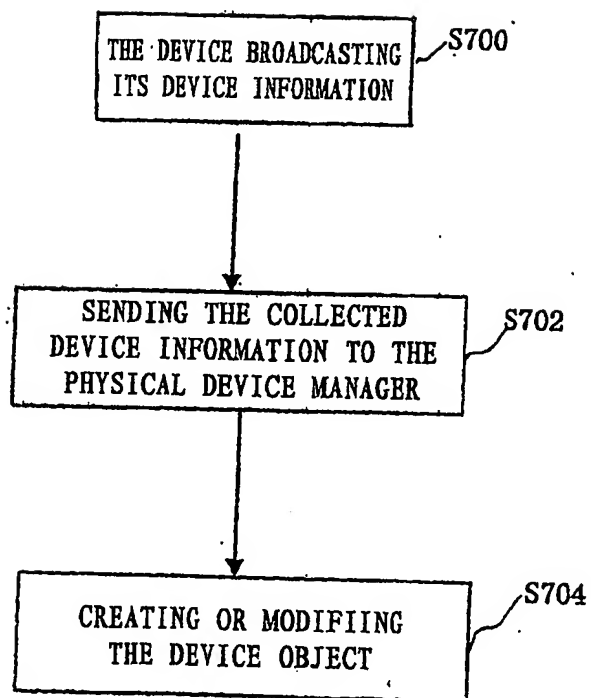 THE DEVICE BROADCASTING
ITS DEVICE INFORMATION
S700
SENDING THE COLLECTED
DEVICE INFORMATION TO THE
PHYSICAL DEVICE MANAGER
S702
CREATING OR MODIFIING
THE DEVICE OBJECT
S704